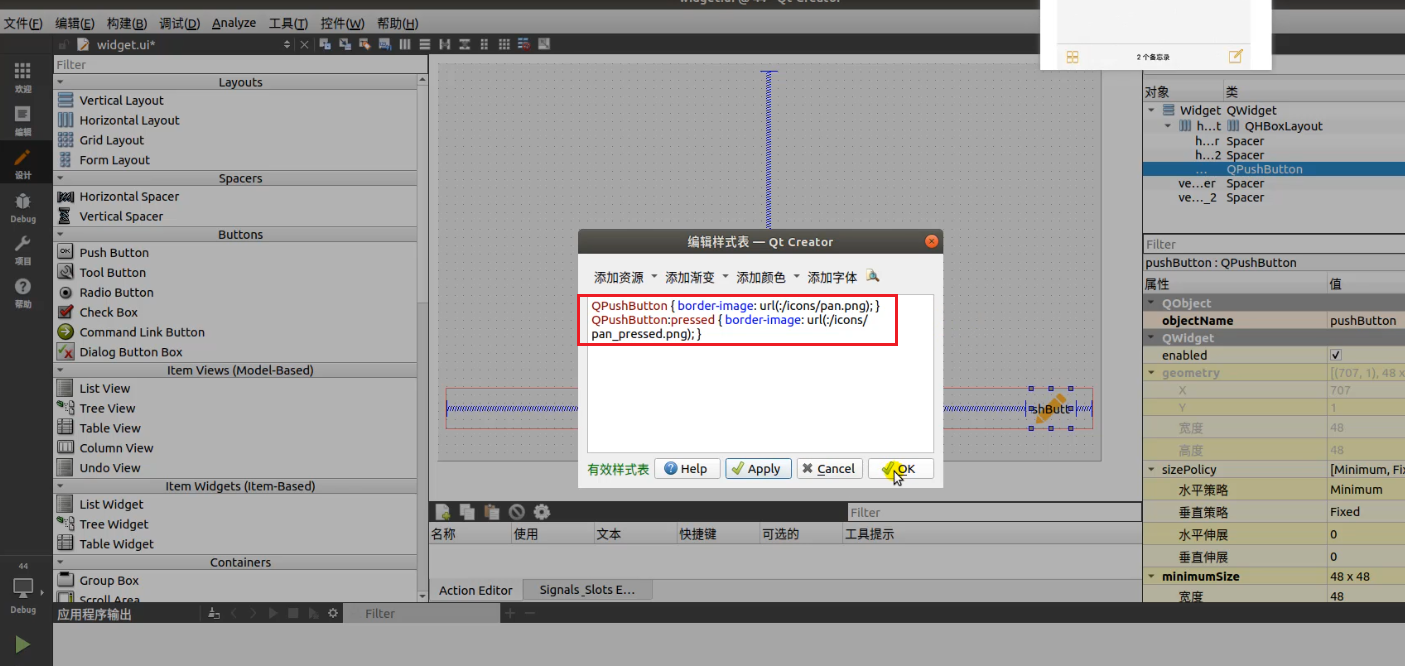 widget.ui @ 44 - Qt Creator
文件(F) 编辑(E) 构建(B) 调试(D) Analyze 工具(T) 控件(W) 帮助(H)
widget.ui*
2 个备忘录
Filter
Layouts
Vertical Layout
Horizontal Layout
Grid Layout
Form Layout
Spacers
Horizontal Spacer
Vertical Spacer
Buttons
Push Button
Tool Button
Radio Button
Check Box
Command Link Button
Dialog Button Box
Item Views (Model-Based)
List View
Tree View
Table View
Column View
Undo View
Item Widgets (Item-Based)
List Widget
Tree Widget
Table Widget
Containers
Group Box
Scroll Area
欢迎
编辑
设计
Debug
项目
帮助
44
Debug
编辑样式表 — Qt Creator
添加资源 添加渐变 添加颜色 添加字体
QPushButton { border-image: url(:/icons/pan.png); }
QPushButton:pressed { border-image: url(:/icons/
pan_pressed.png); }
有效样式表 Help Apply Cancel OK
shButt
对象 类
Widget QWidget
h...t QHBoxLayout
h...r Spacer
h...2 Spacer
... QPushButton
ve...er Spacer
ve..._2 Spacer
Filter
pushButton : QPushButton
属性 值
QObject
objectName pushButton
QWidget
enabled
geometry [(707, 1), 48 x
X 707
Y 1
宽度 48
高度 48
sizePolicy [Minimum, Fix
水平策略 Minimum
垂直策略 Fixed
水平伸展 0
垂直伸展 0
minimumSize 48 x 48
宽度 48
Filter
名称 使用 文本 快捷键 可选的 工具提示
Action Editor Signals_Slots E...
应用程序输出 Filter